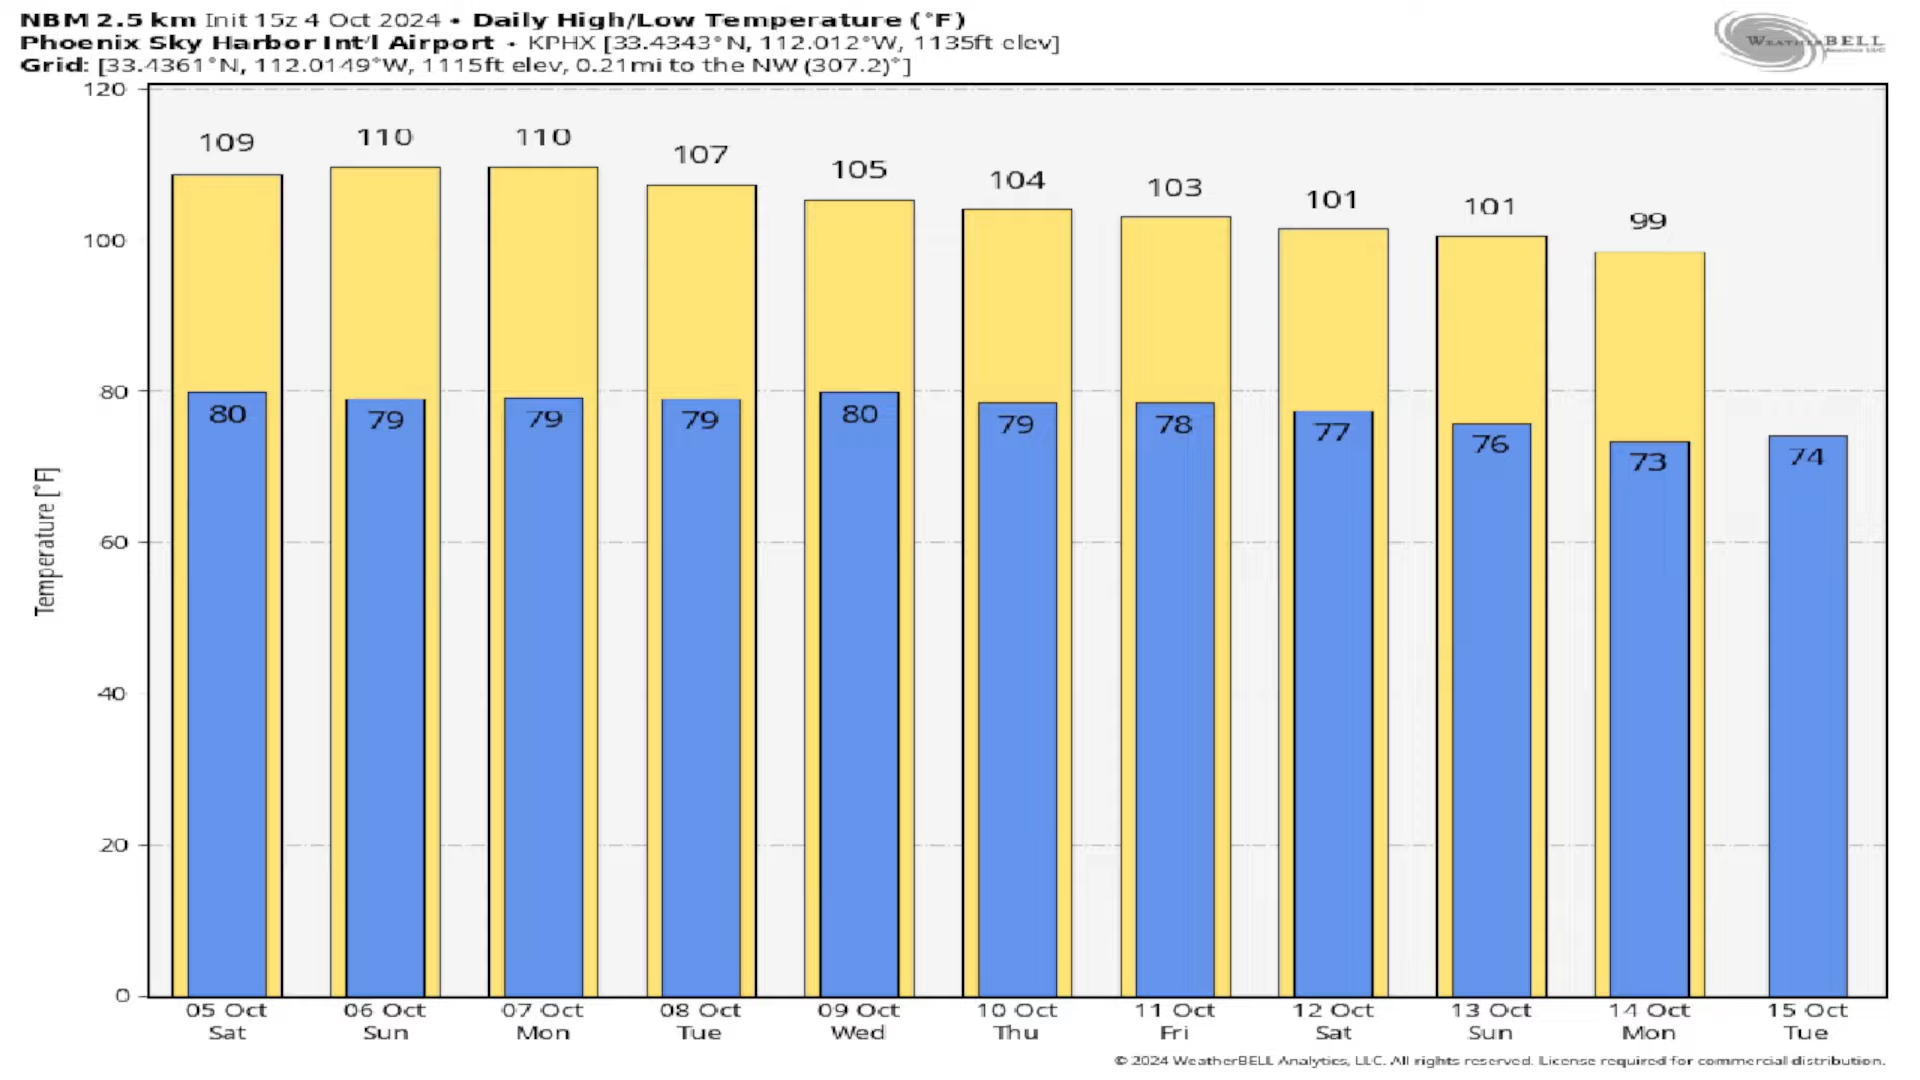 NBM 2.5 km Init 15z 4 Oct 2024 • Daily High/Low Temperature (°F)
Phoenix Sky Harbor Int'l Airport • KPHX [33.4343°N, 112.012°W, 1135ft elev]
Grid: [33.4361°N, 112.0149°W, 1115ft elev, 0.21mi to the NW (307.2)°]
WEATHERBELL
Analytics LLC
120
100
80
60
40
20
0
Temperature [°F]
109 110 110 107 105 104 103 101 101 99
80 79 79 79 80 79 78 77 76 73 74
05 Oct 06 Oct 07 Oct 08 Oct 09 Oct 10 Oct 11 Oct 12 Oct 13 Oct 14 Oct 15 Oct
Sat Sun Mon Tue Wed Thu Fri Sat Sun Mon Tue
© 2024 WeatherBELL Analytics, LLC. All rights reserved. License required for commercial distribution.